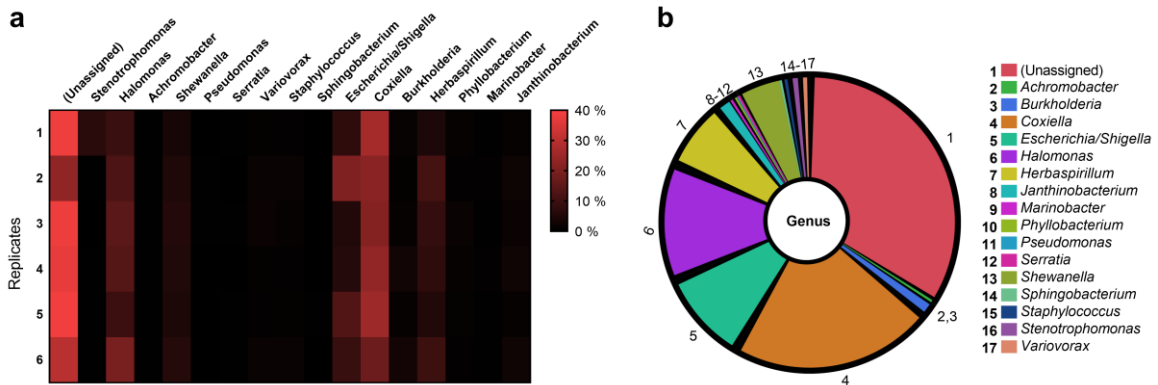 a
(Unassigned)
Stenotrophomonas
Halomonas
Achromobacter
Shewanella
Pseudomonas
Serratia
Variovorax
Staphylococcus
Sphingobacterium
Escherichia/Shigella
Coxiella
Burkholderia
Herbaspirillum
Phyllobacterium
Marinobacter
Janthinobacterium
Replicates
1
2
3
4
5
6
40 %
30 %
20 %
10 %
0 %
b
Genus
1
2,3
4
5
6
7
8-12
13
14-17
1 (Unassigned)
2 Achromobacter
3 Burkholderia
4 Coxiella
5 Escherichia/Shigella
6 Halomonas
7 Herbaspirillum
8 Janthinobacterium
9 Marinobacter
10 Phyllobacterium
11 Pseudomonas
12 Serratia
13 Shewanella
14 Sphingobacterium
15 Staphylococcus
16 Stenotrophomonas
17 Variovorax